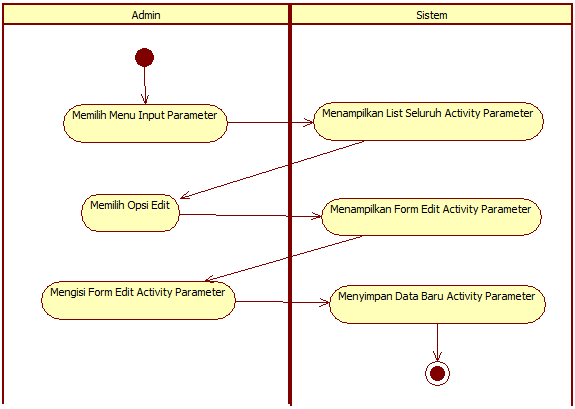 Admin
Sistem
Memilih Menu Input Parameter
Menampilkan List Seluruh Activity Parameter
Memilih Opsi Edit
Menampilkan Form Edit Activity Parameter
Mengisi Form Edit Activity Parameter
Menyimpan Data Baru Activity Parameter